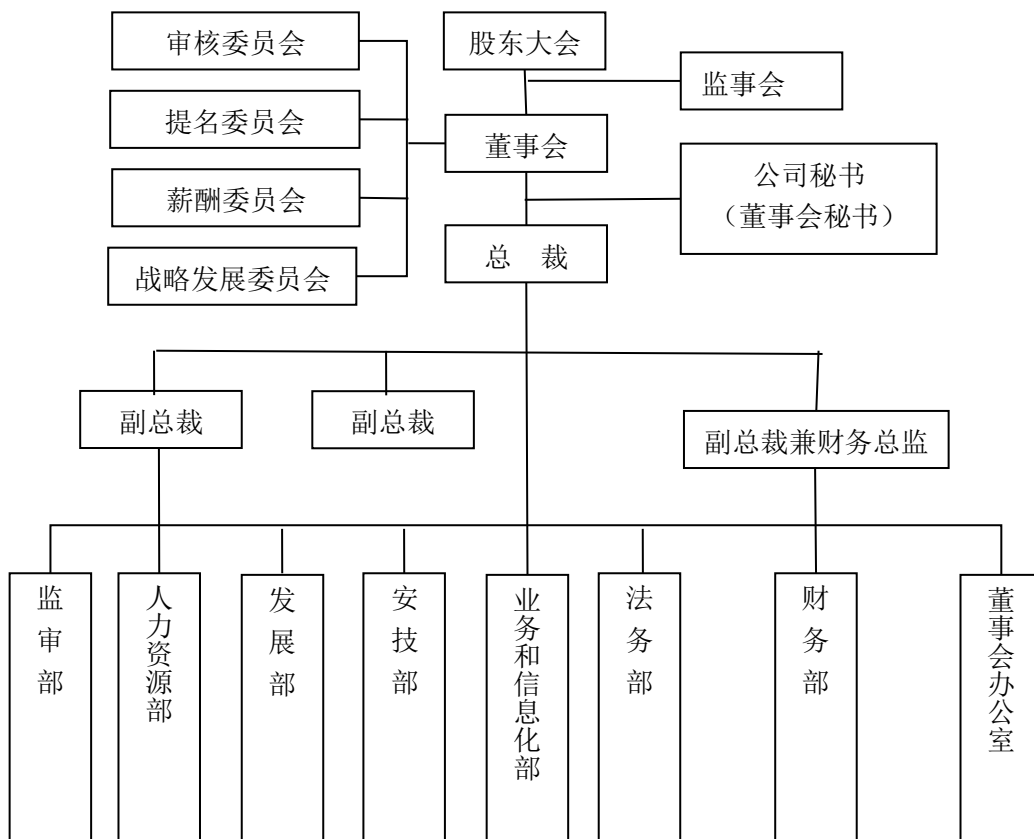 审核委员会
股东大会
监事会
提名委员会
董事会
公司秘书
（董事会秘书）
薪酬委员会
总 裁
战略发展委员会
副总裁
副总裁
副总裁兼财务总监
监审部
人力资源部
发展部
安技部
业务和信息化部
法务部
财务部
董事会办公室